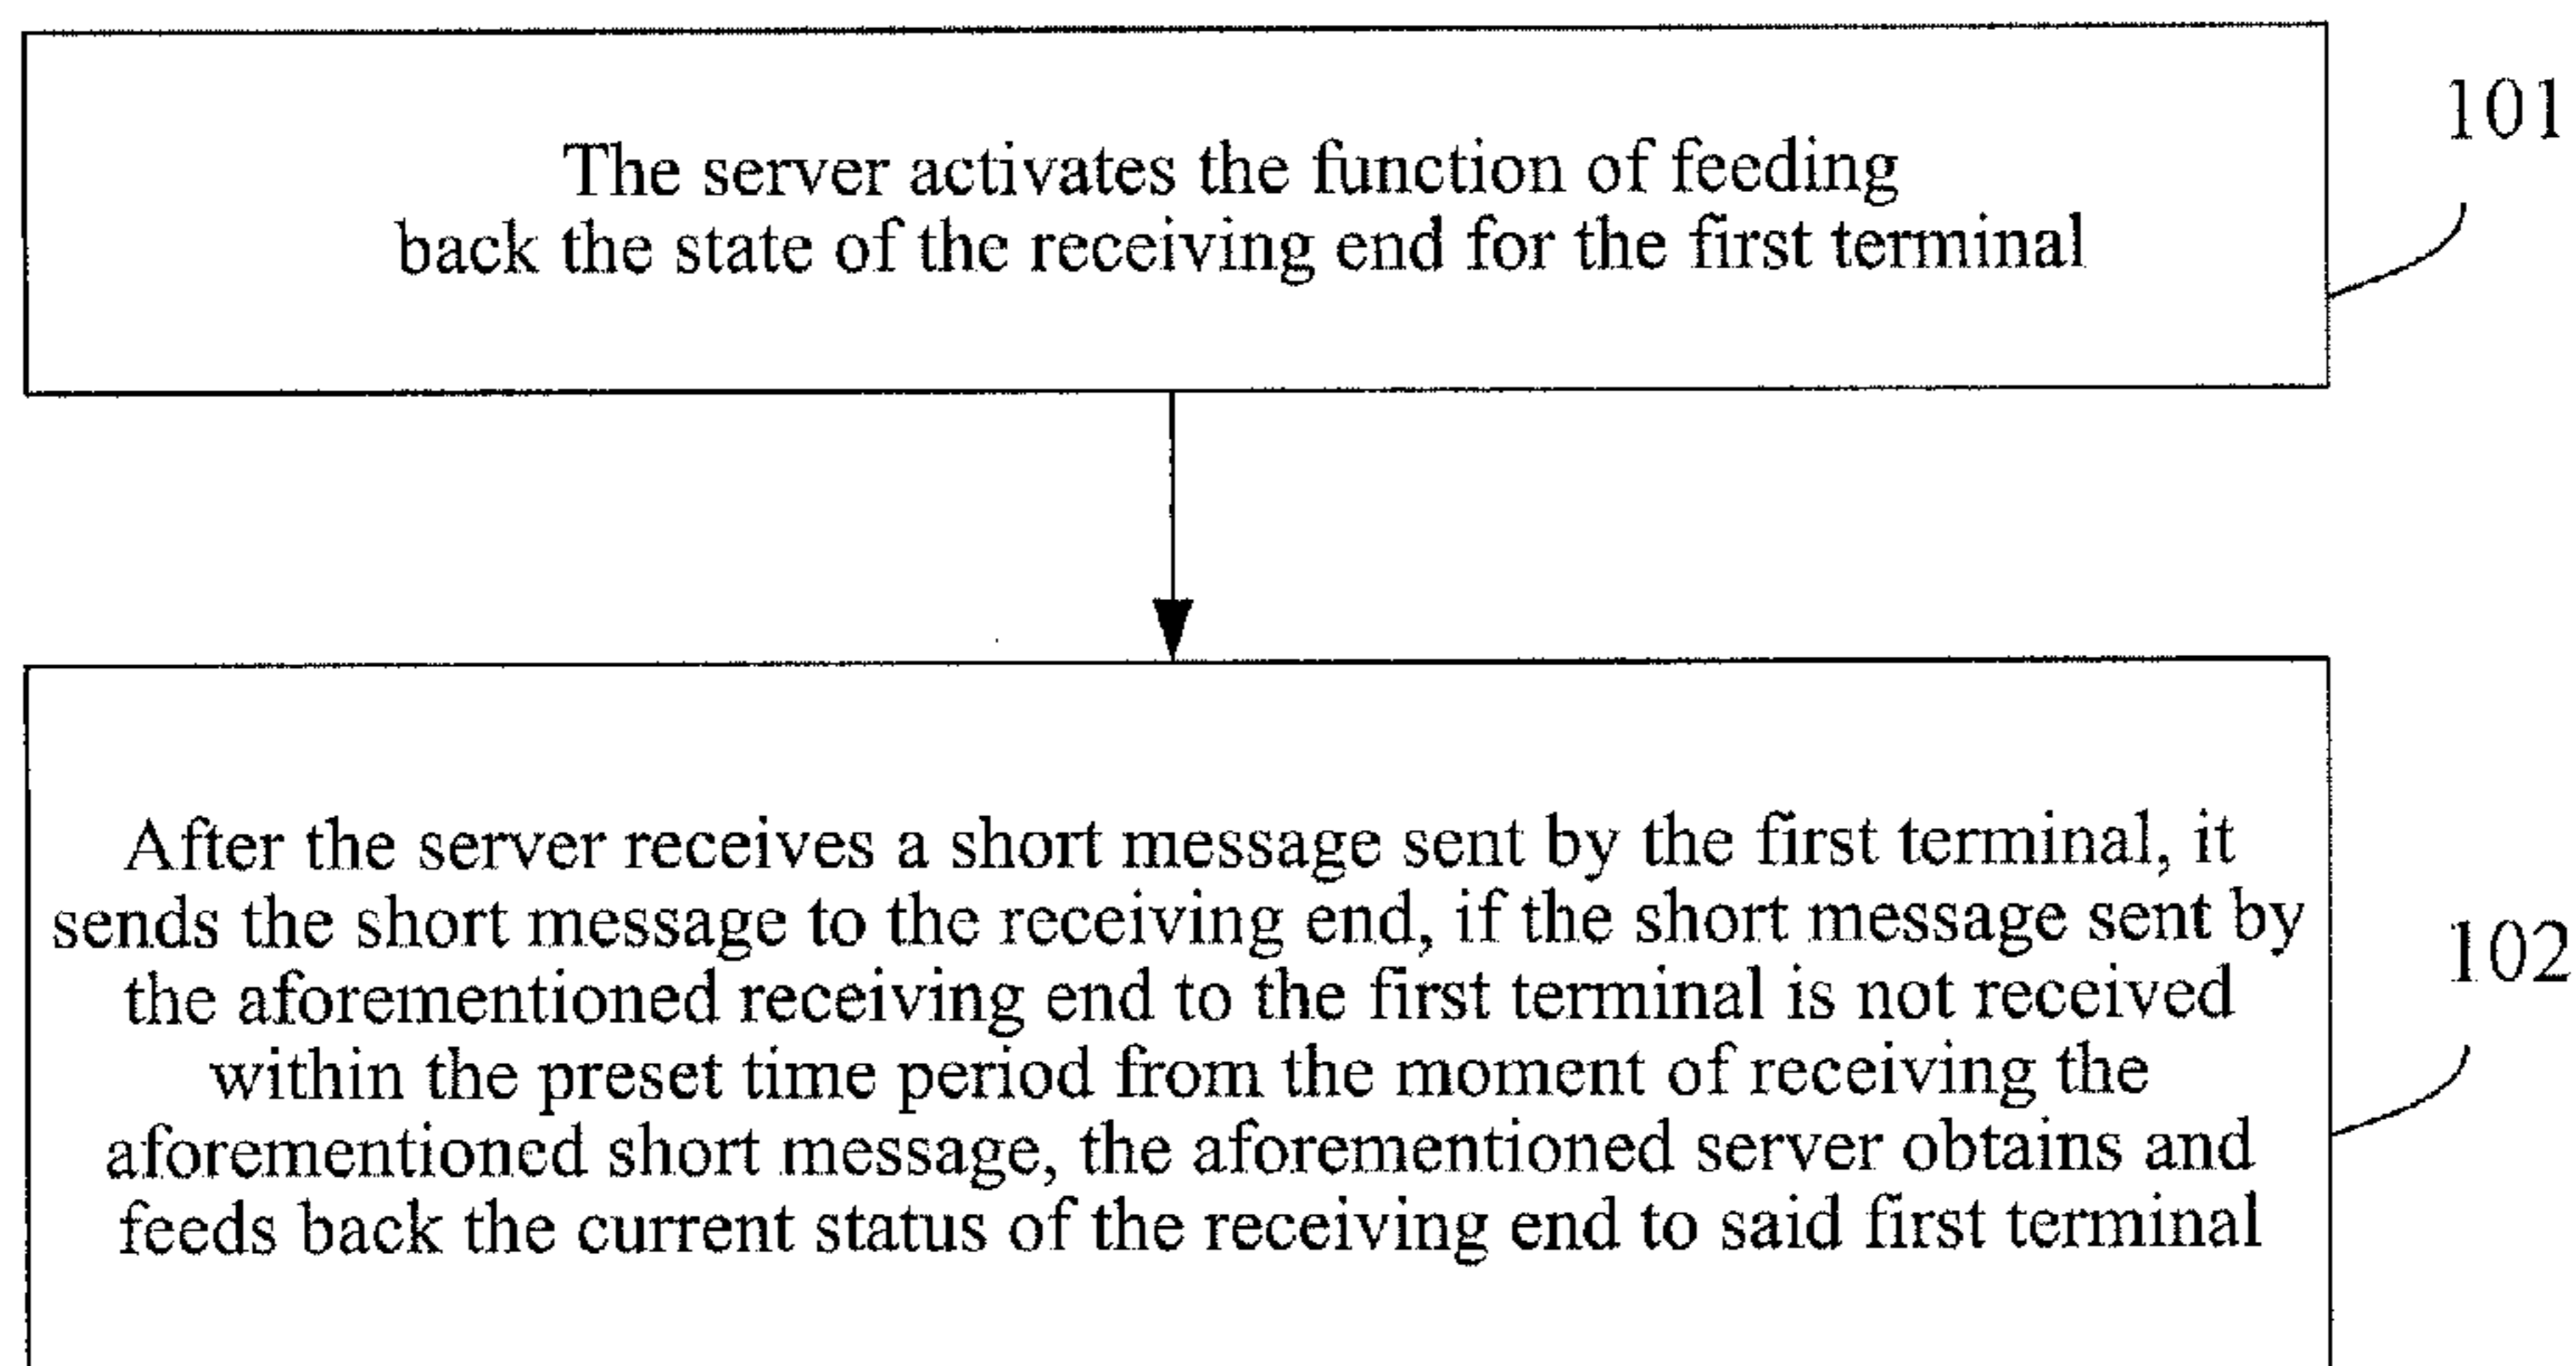 101
The server activates the function of feeding
back the state of the receiving end for the first terminal
After the server receives a short message sent by the first terminal, it
sends the short message to the receiving end, if the short message sent by
the aforementioned receiving end to the first terminal is not received
within the preset time period from the moment of receiving the
aforementioned short message, the aforementioned server obtains and
feeds back the current status of the receiving end to said first terminal
102